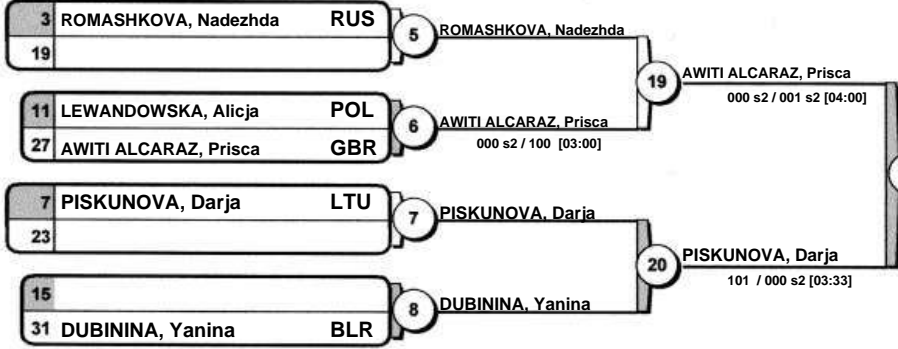 3 ROMASHKOVA, Nadezhda RUS
19
5
ROMASHKOVA, Nadezhda
11 LEWANDOWSKA, Alicja POL
27 AWITI ALCARAZ, Prisca GBR
6
AWITI ALCARAZ, Prisca
000 s2 / 100 [03:00]
19
AWITI ALCARAZ, Prisca
000 s2 / 001 s2 [04:00]
7 PISKUNOVA, Darja LTU
23
7
PISKUNOVA, Darja
15
31 DUBININA, Yanina BLR
8
DUBININA, Yanina
20
PISKUNOVA, Darja
101 / 000 s2 [03:33]